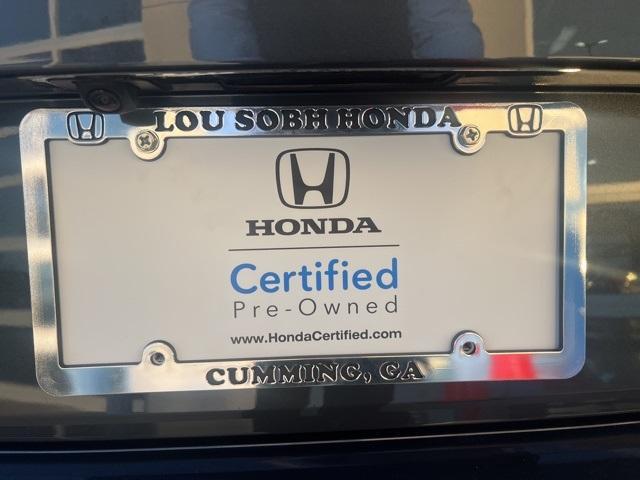 LOU SOBH HONDA
HONDA
Certified
Pre-Owned
www.HondaCertified.com
CUMMING, GA